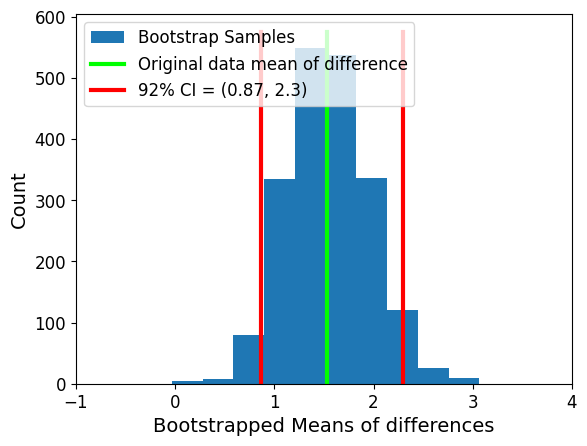 Bootstrap Samples
Original data mean of difference
92% CI = (0.87, 2.3)
600
500
400
300
200
100
0
Count
−1 0 1 2 3 4
Bootstrapped Means of differences